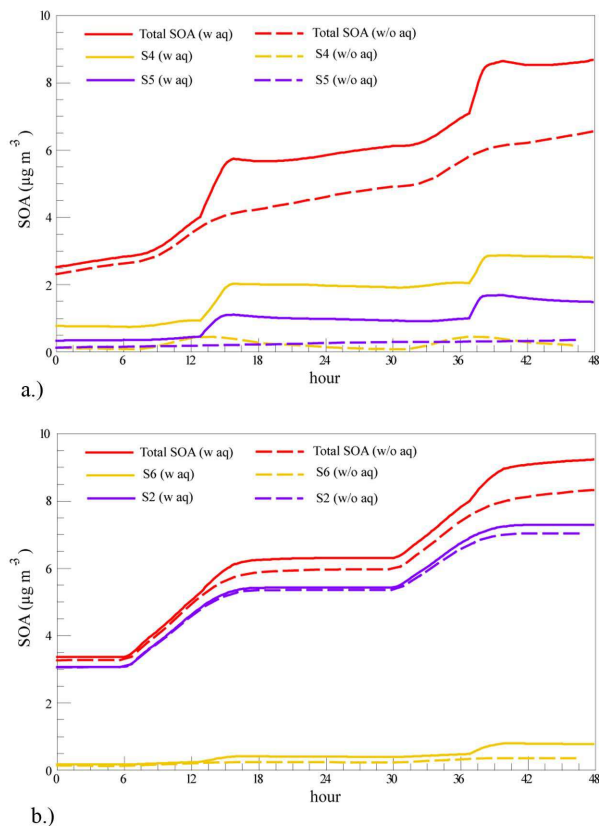 10
Total SOA (w aq) Total SOA (w/o aq)
S4 (w aq) S4 (w/o aq)
S5 (w aq) S5 (w/o aq)
8
6
4
2
0
SOA (µg m⁻³)
0 6 12 18 24 30 36 42 48
hour
a.)
10
Total SOA (w aq) Total SOA (w/o aq)
S6 (w aq) S6 (w/o aq)
S2 (w aq) S2 (w/o aq)
8
6
4
2
0
SOA (µg m⁻³)
0 6 12 18 24 30 36 42 48
hour
b.)